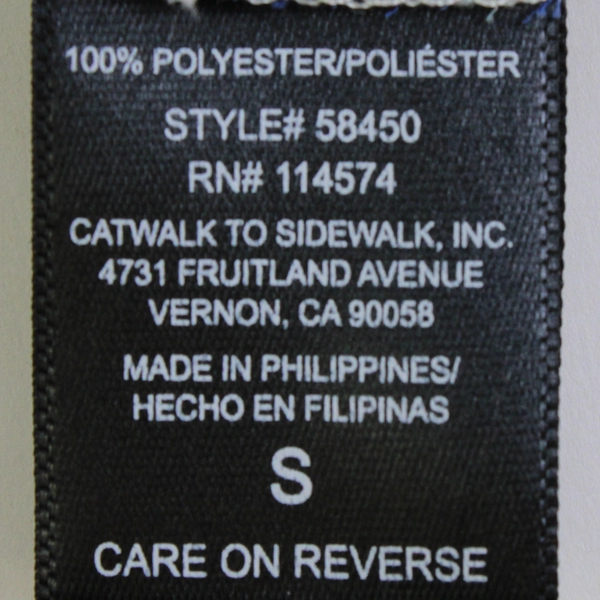 100% POLYESTER/POLIÉSTER
STYLE# 58450
RN# 114574
CATWALK TO SIDEWALK, INC.
4731 FRUITLAND AVENUE
VERNON, CA 90058
MADE IN PHILIPPINES/
HECHO EN FILIPINAS
S
CARE ON REVERSE